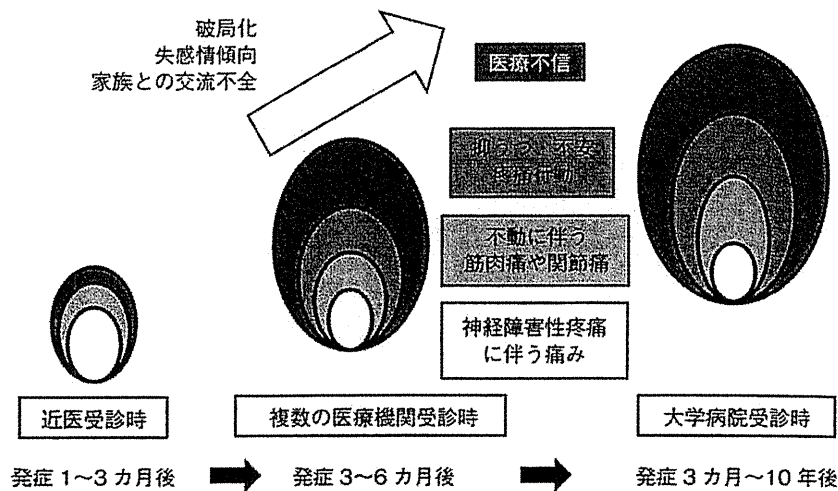 破局化
失感情傾向
家族との交流不全
医療不信
抑うつ、不安
疼痛行動
不動に伴う
筋肉痛や関節痛
神経障害性疼痛
に伴う痛み
近医受診時
複数の医療機関受診時
大学病院受診時
発症 1～3 カ月後
発症 3～6 カ月後
発症 3 カ月～10 年後